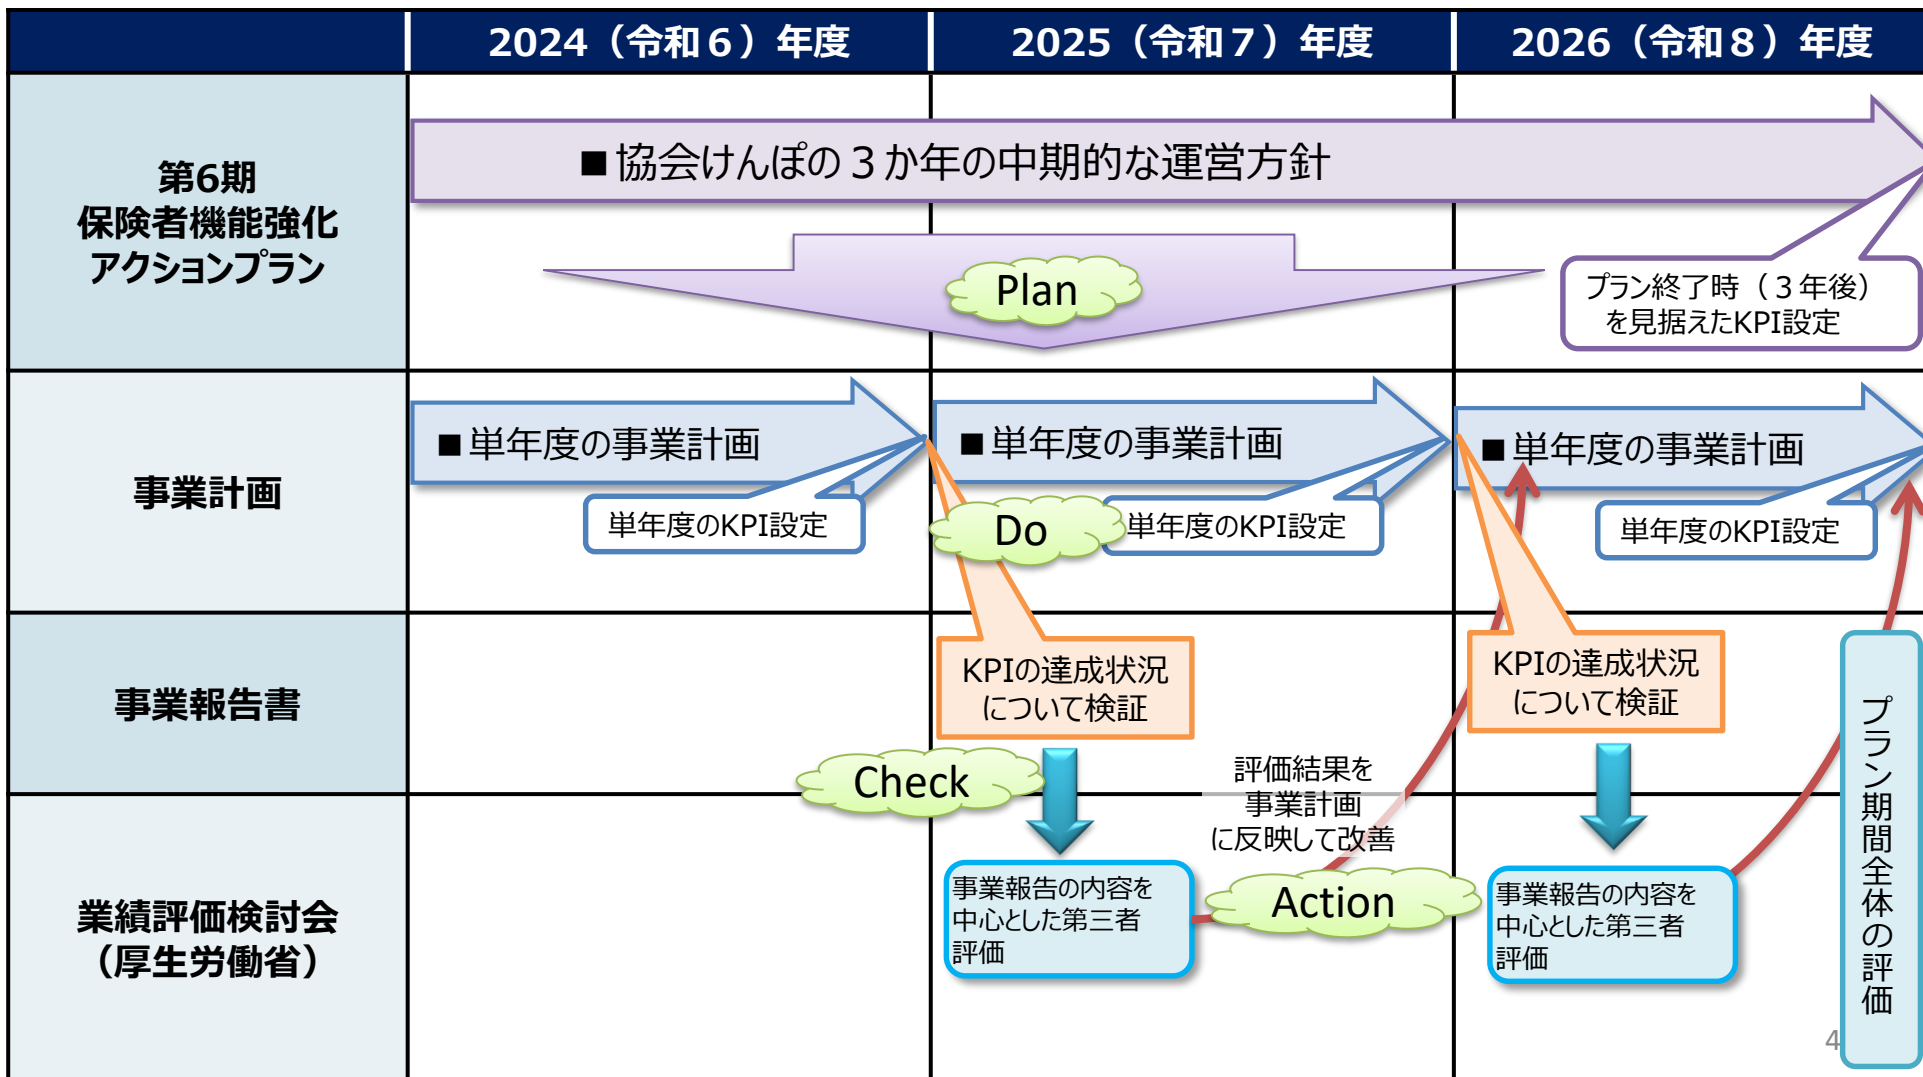 2024（令和６）年度
2025（令和７）年度
2026（令和８）年度
第6期
保険者機能強化
アクションプラン
■協会けんぽの３か年の中期的な運営方針
Plan
プラン終了時（３年後）
を見据えたKPI設定
事業計画
■単年度の事業計画
単年度のKPI設定
■単年度の事業計画
Do
単年度のKPI設定
■単年度の事業計画
単年度のKPI設定
事業報告書
KPIの達成状況
について検証
KPIの達成状況
について検証
Check
評価結果を
事業計画
に反映して改善
業績評価検討会
（厚生労働省）
事業報告の内容を
中心とした第三者
評価
Action
事業報告の内容を
中心とした第三者
評価
プラン期間全体の評価
4